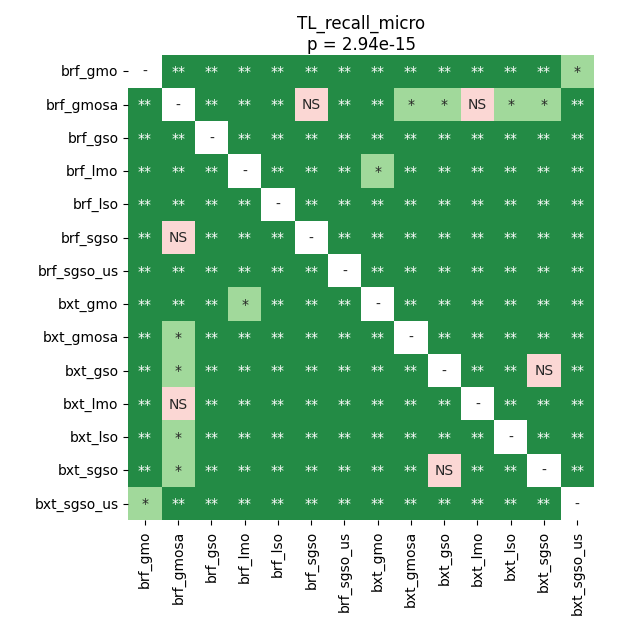 TL_recall_micro
p = 2.94e-15
brf_gmo - ** ** ** ** ** ** ** ** ** ** ** ** *
brf_gmosa ** - ** ** ** NS ** ** * * NS * * **
brf_gso ** ** - ** ** ** ** ** ** ** ** ** ** **
brf_lmo ** ** ** - ** ** ** * ** ** ** ** ** **
brf_lso ** ** ** ** - ** ** ** ** ** ** ** ** **
brf_sgso ** NS ** ** ** - ** ** ** ** ** ** ** **
brf_sgso_us ** ** ** ** ** ** - ** ** ** ** ** ** **
bxt_gmo ** ** ** * ** ** ** - ** ** ** ** ** **
bxt_gmosa ** * ** ** ** ** ** ** - ** ** ** ** **
bxt_gso ** * ** ** ** ** ** ** ** - ** ** NS **
bxt_lmo ** NS ** ** ** ** ** ** ** ** - ** ** **
bxt_lso ** * ** ** ** ** ** ** ** ** ** - ** **
bxt_sgso ** * ** ** ** ** ** ** ** NS ** ** - **
bxt_sgso_us * ** ** ** ** ** ** ** ** ** ** ** ** -
brf_gmo brf_gmosa brf_gso brf_lmo brf_lso brf_sgso brf_sgso_us bxt_gmo bxt_gmosa bxt_gso bxt_lmo bxt_lso bxt_sgso bxt_sgso_us